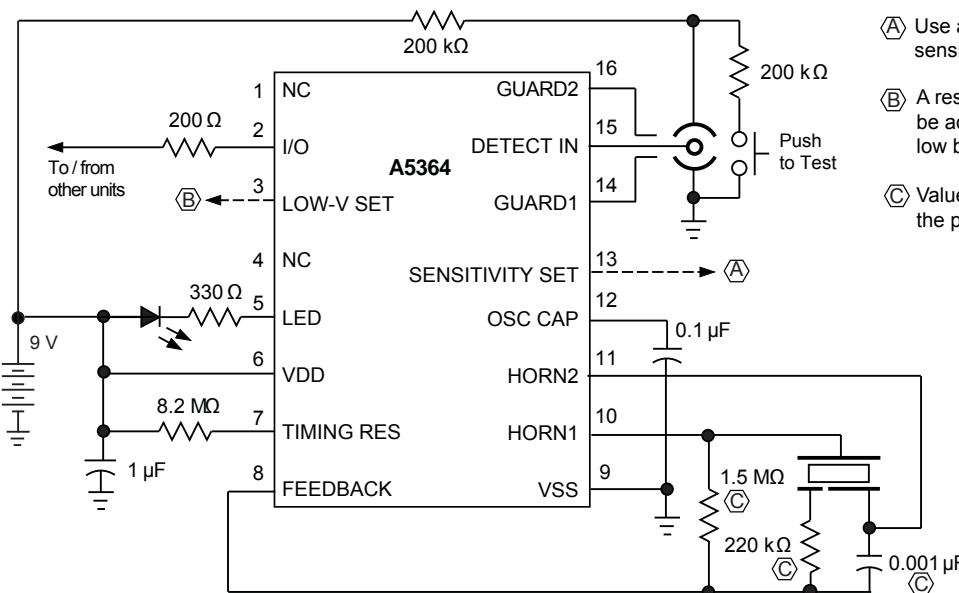 200 kΩ
A Use a
sensi
200 kΩ
B A res
be ac
low b
C Value
the p
Push
to Test
A5364
1 NC
2 I/O
3 LOW-V SET
4 NC
5 LED
6 VDD
7 TIMING RES
8 FEEDBACK
16 GUARD2
15 DETECT IN
14 GUARD1
13 SENSITIVITY SET
12 OSC CAP
11 HORN2
10 HORN1
9 VSS
200 Ω
To / from
other units
B
330 Ω
9 V
8.2 MΩ
1 µF
A
0.1 µF
1.5 MΩ
C
220 kΩ
C
0.001 µF
C